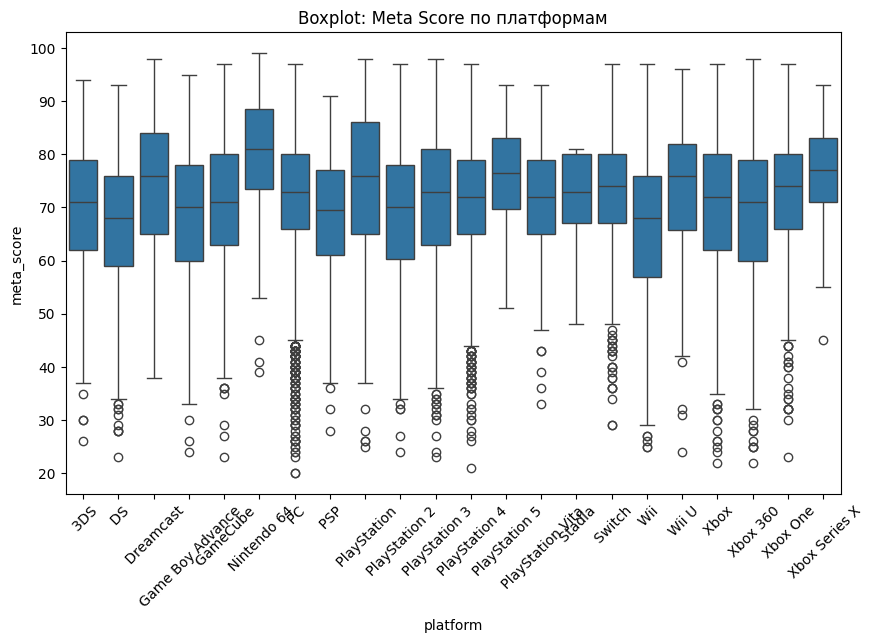 Boxplot: Meta Score по платформам
meta_score
100
90
80
70
60
50
40
30
20
3DS
DS
Dreamcast
Game Boy Advance
GameCube
Nintendo 64
PC
PSP
PlayStation
PlayStation 2
PlayStation 3
PlayStation 4
PlayStation 5
PlayStation Vita
Stadia
Switch
Wii
Wii U
Xbox
Xbox 360
Xbox One
Xbox Series X
platform